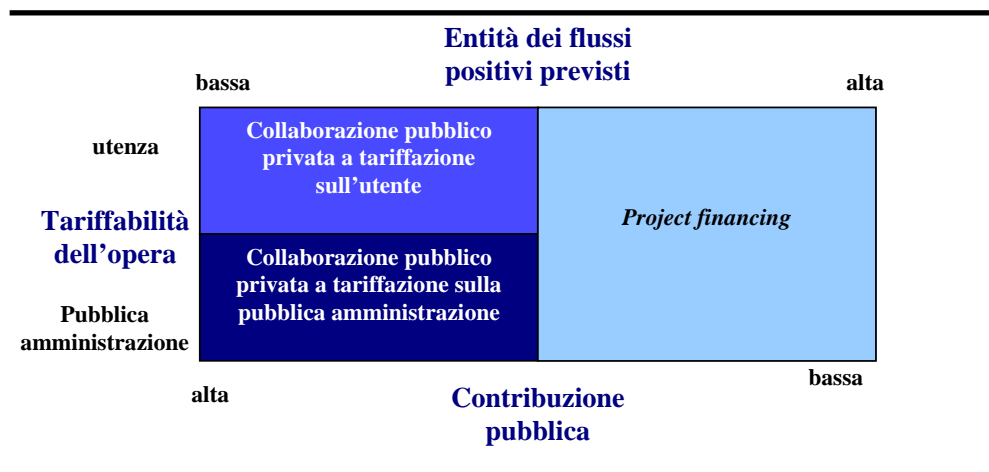 Entità dei flussi
positivi previsti
bassa
alta
utenza
Collaborazione pubblico
privata a tariffazione
sull’utente
Tariffabilità
dell’opera
Project financing
Collaborazione pubblico
privata a tariffazione sulla
pubblica amministrazione
Pubblica
amministrazione
alta
bassa
Contribuzione
pubblica